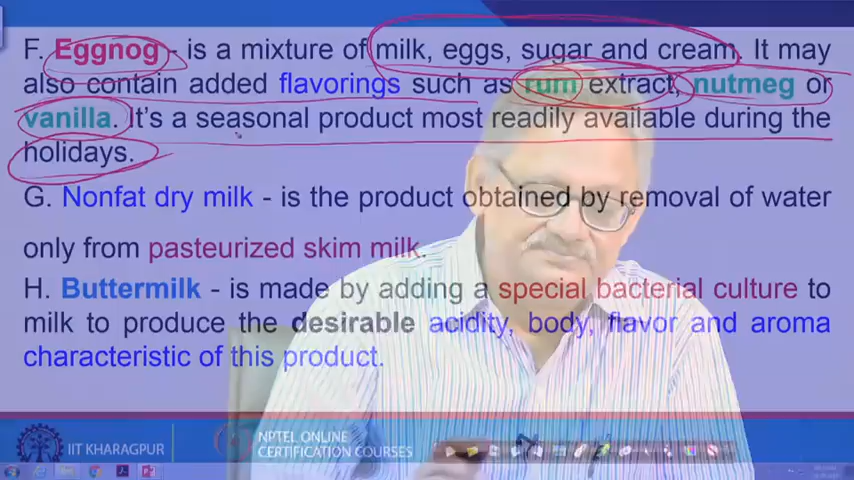 F. Eggnog - is a mixture of milk, eggs, sugar and cream. It may
also contain added flavorings such as rum extract, nutmeg or
vanilla. It's a seasonal product most readily available during the
holidays.
G. Nonfat dry milk - is the product obtained by removal of water
only from pasteurized skim milk.
H. Buttermilk - is made by adding a special bacterial culture to
milk to produce the desirable acidity, body, flavor and aroma
characteristic of this product.
IIT KHARAGPUR
NPTEL ONLINE
CERTIFICATION COURSES